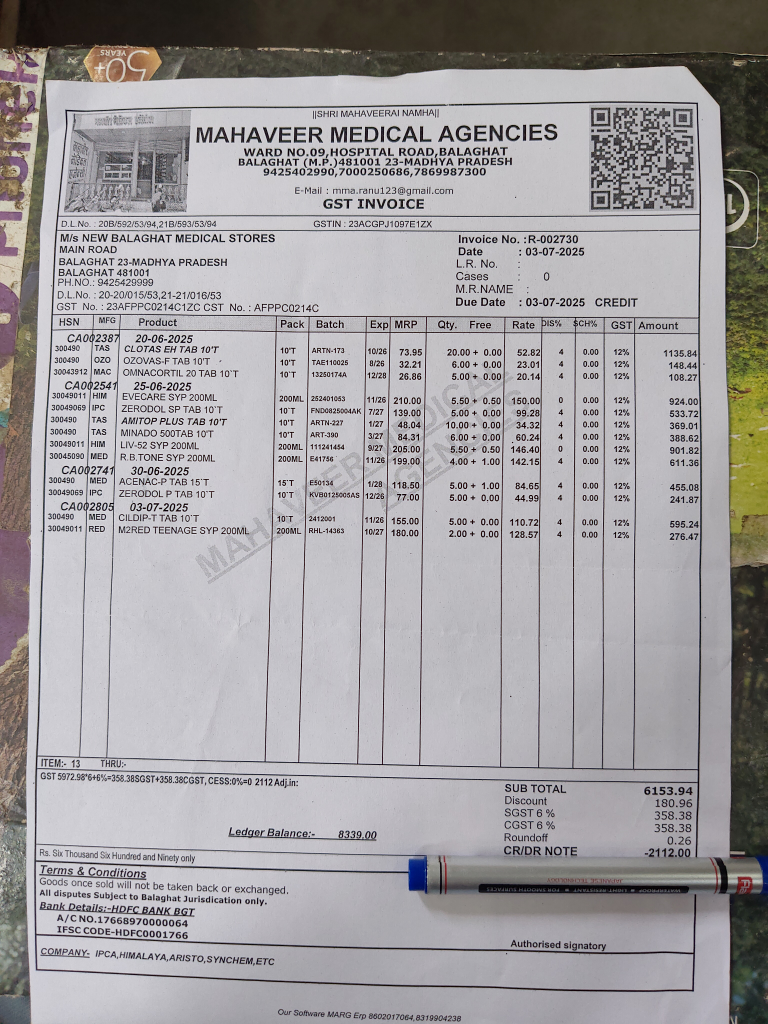 50+
YEARS
||SHRI MAHAVEERAI NAMHA||
MAHAVEER MEDICAL AGENCIES
WARD NO.09,HOSPITAL ROAD,BALAGHAT
BALAGHAT (M.P.)481001 23-MADHYA PRADESH
9425402990,7000250686,7869987300
E-Mail : mma.ranu123@gmail.com
GST INVOICE
D.L.No. : 20B/592/53/94,21B/593/53/94 GSTIN : 23ACGPJ1097E1ZX
M/s NEW BALAGHAT MEDICAL STORES
MAIN ROAD
BALAGHAT 23-MADHYA PRADESH
BALAGHAT 481001
PH.NO.: 9425429999
D.L.No. : 20-20/015/53,21-21/016/53
GST No. : 23AFPPC0214C1ZC CST No. : AFPPC0214C
Invoice No. :R-002730
Date : 03-07-2025
L.R. No. :
Cases : 0
M.R.NAME :
Due Date : 03-07-2025 CREDIT
HSN MFG Product Pack Batch Exp MRP Qty. Free Rate DIS% SCH% GST Amount
CA002387 20-06-2025
300490 TAS CLOTAS EH TAB 10'T 10'T ARTN-173 10/26 73.95 20.00 + 0.00 52.82 4 0.00 12% 1135.84
300490 OZO OZOVAS-F TAB 10'T 10'T TAE110025 8/26 32.21 6.00 + 0.00 23.01 4 0.00 12% 148.44
30043912 MAC OMNACORTIL 20 TAB 10`T 10'T 13250174A 12/28 26.86 5.00 + 0.00 20.14 4 0.00 12% 108.27
CA002541 25-06-2025
30049011 HIM EVECARE SYP 200ML 200ML 252401053 11/26 210.00 5.50 + 0.50 150.00 0 0.00 12% 924.00
30049069 IPC ZERODOL SP TAB 10`T 10`T FND0825004AK 7/27 139.00 5.00 + 0.00 99.28 4 0.00 12% 533.72
300490 TAS AMITOP PLUS TAB 10'T 10'T ARTN-227 1/28 48.04 10.00 + 0.00 34.32 4 0.00 12% 369.01
300490 TAS MINADO 500TAB 10`T 10'T ART-390 3/27 84.31 6.00 + 0.00 60.24 4 0.00 12% 388.62
30049011 HIM LIV-52 SYP 200ML 200ML 111241454 9/27 205.00 5.50 + 0.50 146.40 0 0.00 12% 901.82
30045090 MED R.B.TONE SYP 200ML 200ML E41756 11/26 199.00 4.00 + 1.00 142.15 4 0.00 12% 611.36
CA002741 30-06-2025
300490 MED ACENAC-P TAB 15`T 15`T E50134 1/28 118.50 5.00 + 0.00 84.65 4 0.00 12% 455.08
30049069 IPC ZERODOL P TAB 10`T 10`T KVB0125005AS 12/26 77.00 5.00 + 0.00 44.99 4 0.00 12% 241.87
CA002805 03-07-2025
300490 MED CILDIP-T TAB 10`T 10`T 2412001 11/26 155.00 5.00 + 0.00 110.72 4 0.00 12% 595.24
30049011 RED M2RED TEENAGE SYP 200ML 200ML RHL-14363 10/27 180.00 2.00 + 0.00 128.57 4 0.00 12% 276.47
MAHAVEER MEDICAL
AGENCIES
ITEM:- 13 THRU:-
GST 5972.98*6+6%=358.38SGST+358.38CGST, CESS:0%=0 2112 Adj.in:
Ledger Balance:- 8339.00
SUB TOTAL 6153.94
Discount 180.96
SGST 6 % 358.38
CGST 6 % 358.38
Roundoff 0.26
CR/DR NOTE -2112.00
Rs. Six Thousand Six Hundred and Ninety only
Terms & Conditions
Goods once sold will not be taken back or exchanged.
All disputes Subject to Balaghat Jurisdication only.
Bank Details:-HDFC BANK BGT
A/C NO.17668970000064
IFSC CODE-HDFC0001766
Authorised signatory
COMPANY- IPCA,HIMALAYA,ARISTO,SYNCHEM,ETC
Our Software MARG Erp 8602017064,8319904238
JAPANESE TECHNOLOGY
WATERPROOF ★ LIGHT-RESISTANT ★ FOR SMOOTH SURFACES